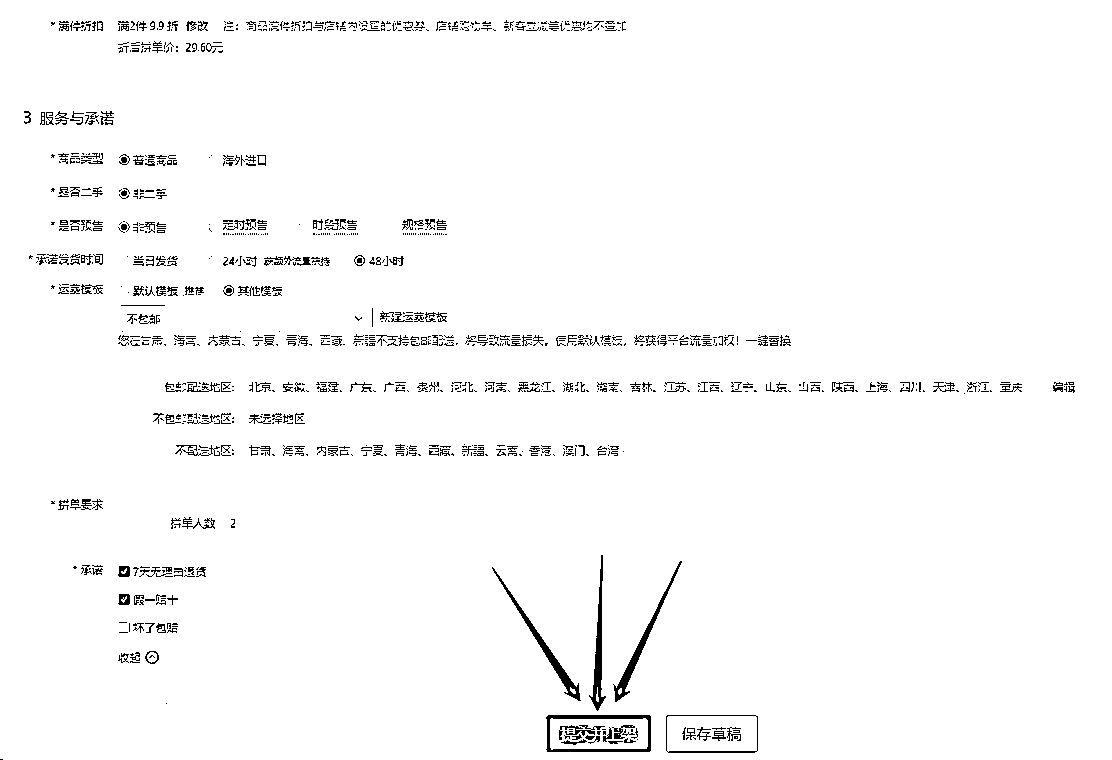 * 满件折扣 满2件 9.9 折 修改 注：商品满件折扣与店铺内设置的优惠券、店铺购物车、新客立减等优惠均不叠加
折后拼单价：29.60元
3 服务与承诺
* 商品类型 普通商品 海外进口
* 是否二手 非二手
* 是否预售 非预售 定时预售 时段预售 规格预售
* 承诺发货时间 当日发货 24小时 获额外流量扶持 48小时
* 运费模板 默认模板 推荐 其他模板
不包邮 新建运费模板
您在甘肃、海南、内蒙古、宁夏、青海、西藏、新疆不支持包邮配送，将导致流量损失。使用默认模板，将获得平台流量加权！一键替换
包邮配送地区： 北京、安徽、福建、广东、广西、贵州、河北、河南、黑龙江、湖北、湖南、吉林、江苏、江西、辽宁、山东、山西、陕西、上海、四川、天津、浙江、重庆 编辑
不包邮配送地区： 未选择地区
不配送地区： 甘肃、海南、内蒙古、宁夏、青海、西藏、新疆、云南、香港、澳门、台湾
* 拼单要求
拼单人数 2
* 承诺 7天无理由退货
假一赔十
坏了包赔
收起
提交并上架 保存草稿